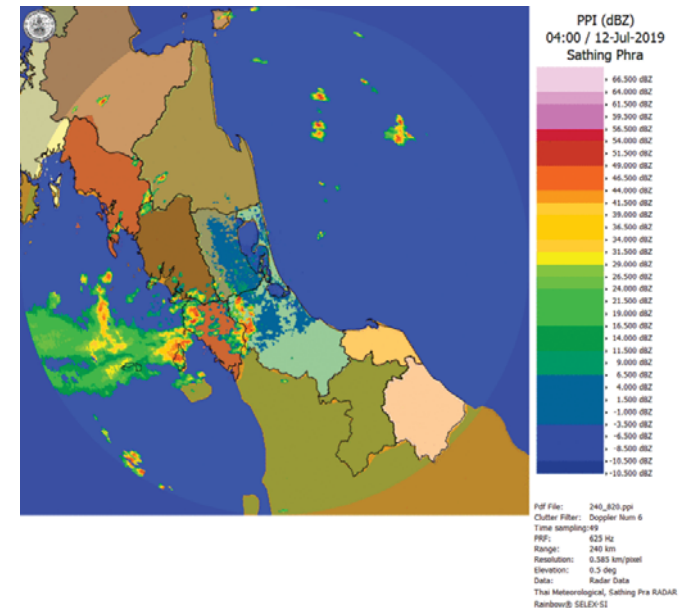 PPI (dBZ)
04:00 / 12-Jul-2019
Sathing Phra
66.500 dBZ
64.000 dBZ
61.500 dBZ
59.500 dBZ
56.500 dBZ
54.000 dBZ
51.500 dBZ
49.000 dBZ
46.500 dBZ
44.000 dBZ
41.500 dBZ
39.000 dBZ
36.500 dBZ
34.000 dBZ
31.500 dBZ
29.000 dBZ
26.500 dBZ
24.000 dBZ
21.500 dBZ
19.000 dBZ
16.500 dBZ
14.000 dBZ
11.500 dBZ
9.000 dBZ
6.500 dBZ
4.000 dBZ
1.500 dBZ
-1.000 dBZ
-3.500 dBZ
-6.500 dBZ
-8.500 dBZ
-10.500 dBZ
-10.500 dBZ
Pdf File: 240_820.ppi
Clutter Filter: Doppler Num 6
Time sampling:49
PRF: 625 Hz
Range: 240 km
Resolution: 0.585 km/pixel
Elevation: 0.5 deg
Data: Radar Data
Thai Meteorological, Sathing Pra RADAR
Rainbow® SELEX-SI